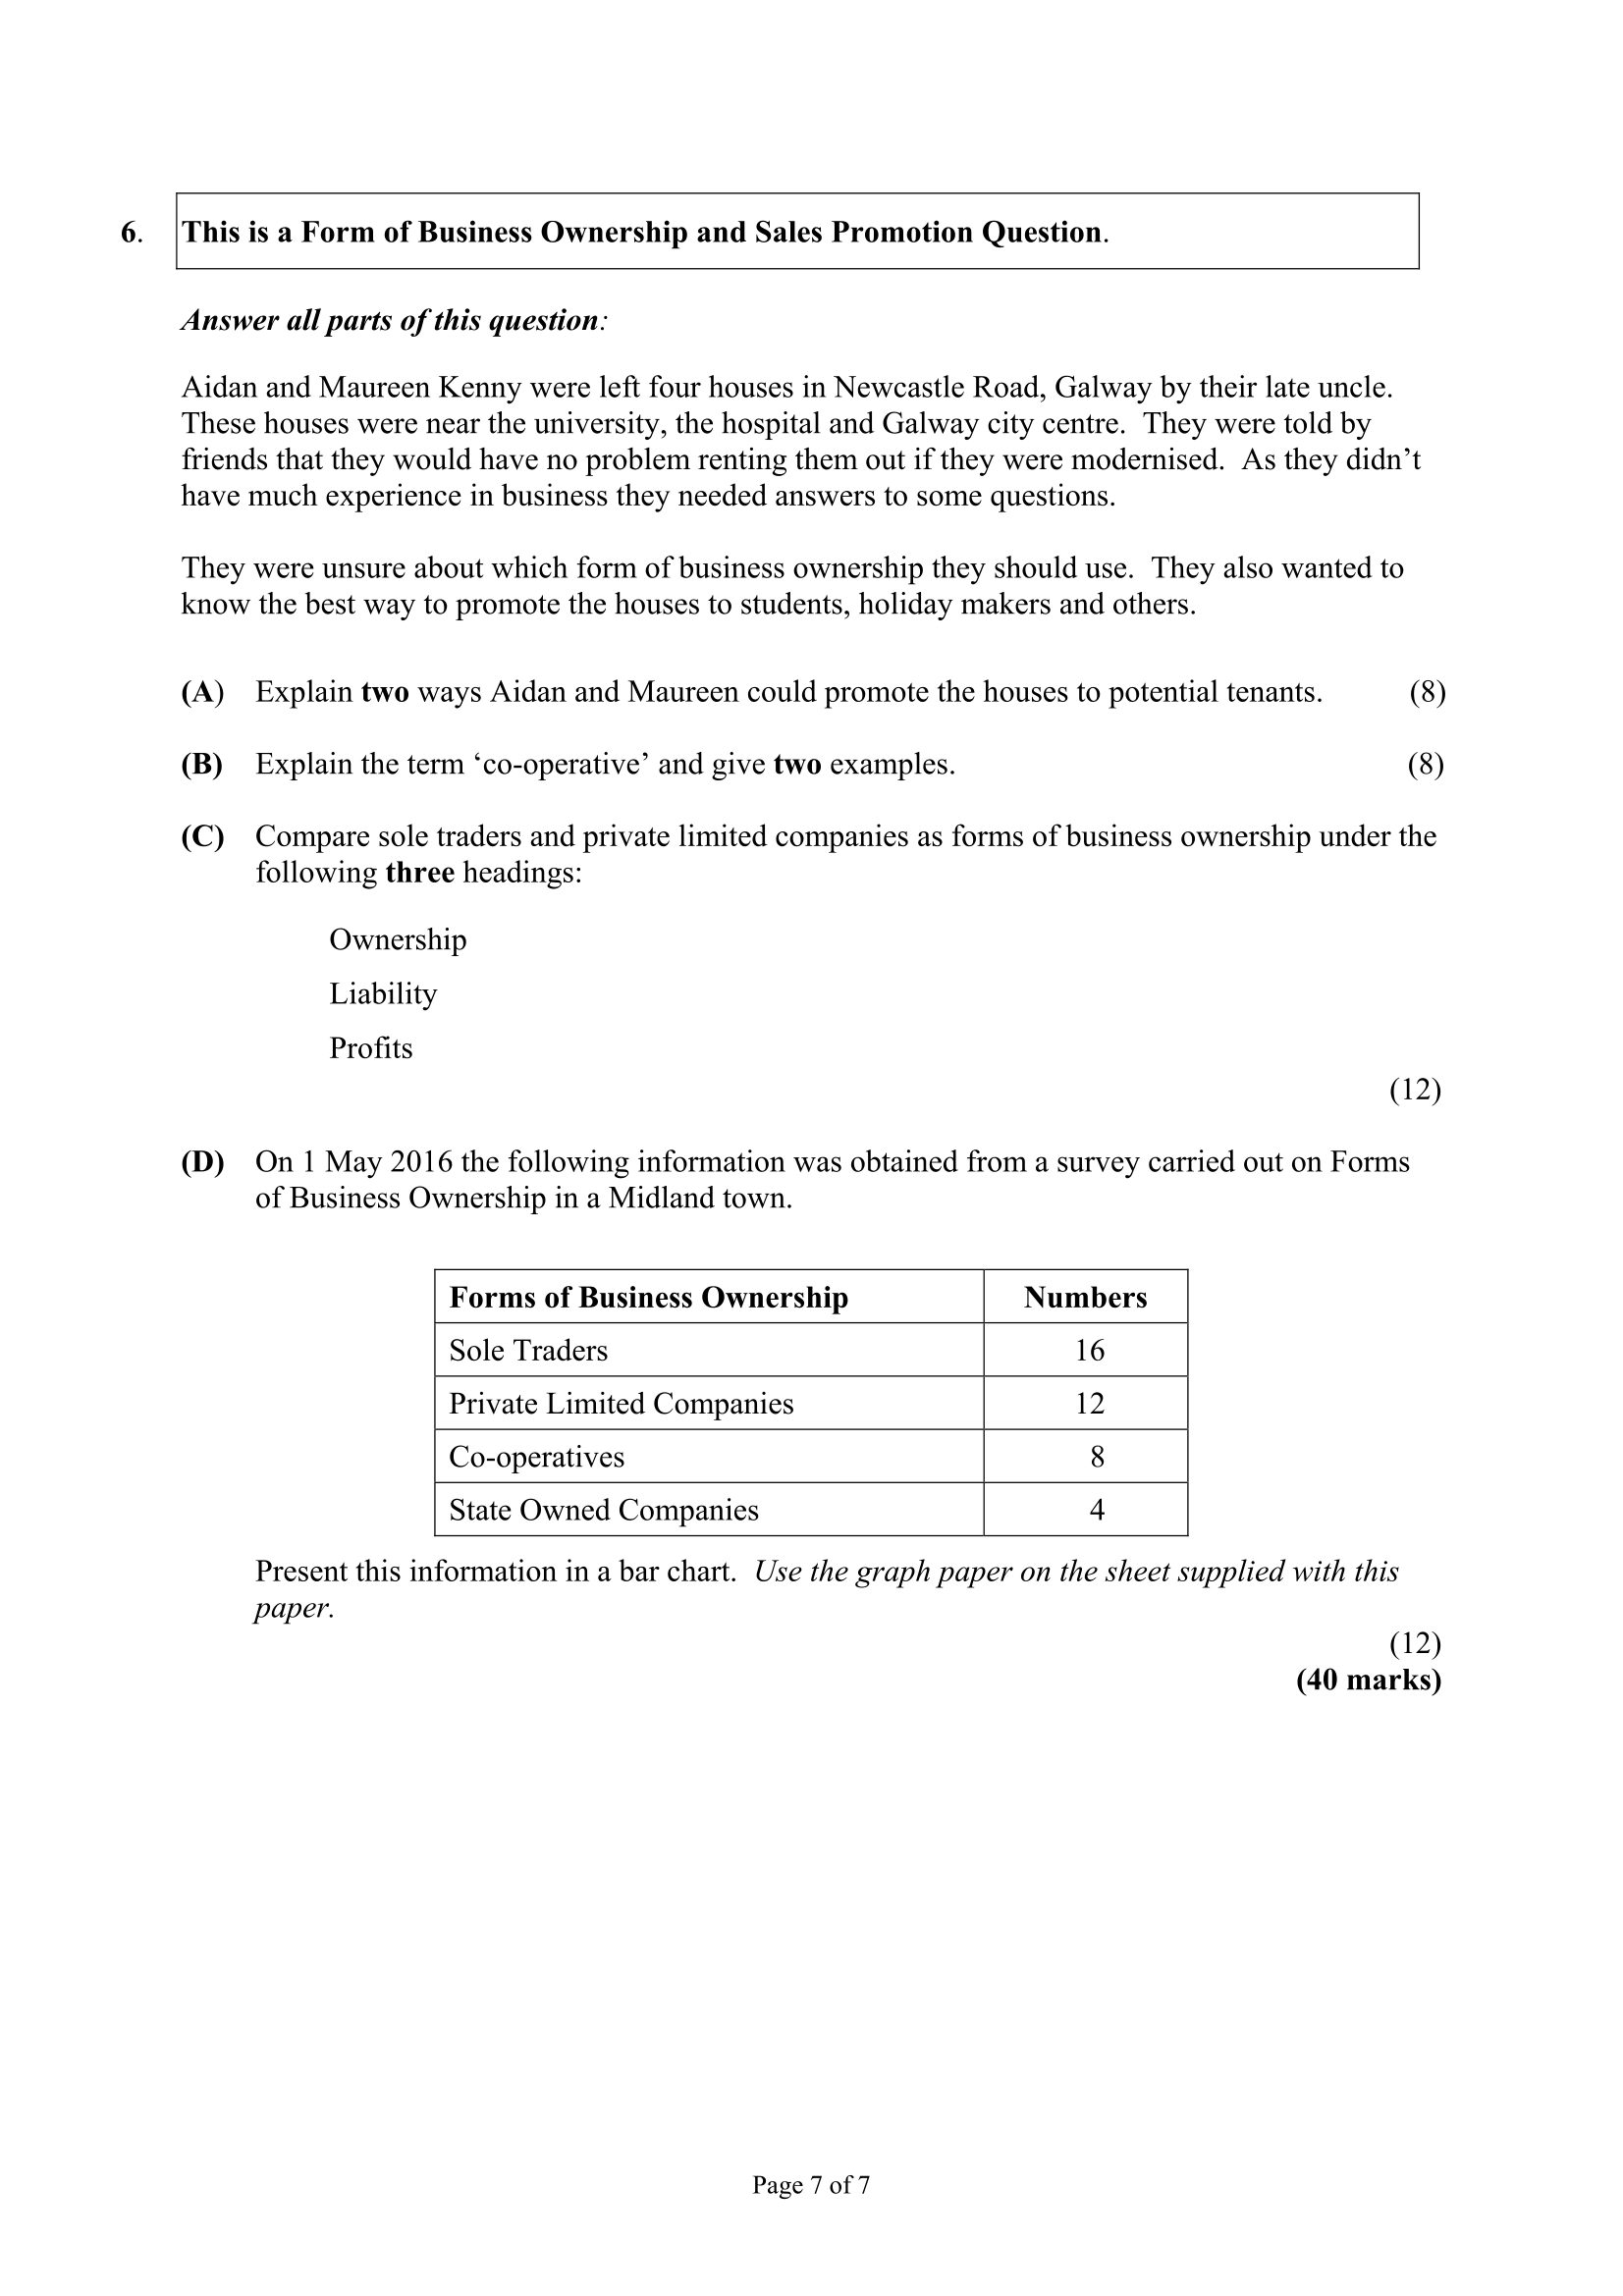 6. This is a Form of Business Ownership and Sales Promotion Question.
Answer all parts of this question:
Aidan and Maureen Kenny were left four houses in Newcastle Road, Galway by their late uncle.
These houses were near the university, the hospital and Galway city centre. They were told by
friends that they would have no problem renting them out if they were modernised. As they didn’t
have much experience in business they needed answers to some questions.
They were unsure about which form of business ownership they should use. They also wanted to
know the best way to promote the houses to students, holiday makers and others.
(A) Explain two ways Aidan and Maureen could promote the houses to potential tenants. (8)
(B) Explain the term ‘co-operative’ and give two examples. (8)
(C) Compare sole traders and private limited companies as forms of business ownership under the
following three headings:
Ownership
Liability
Profits
(12)
(D) On 1 May 2016 the following information was obtained from a survey carried out on Forms
of Business Ownership in a Midland town.
Forms of Business Ownership Numbers
Sole Traders 16
Private Limited Companies 12
Co-operatives 8
State Owned Companies 4
Present this information in a bar chart. Use the graph paper on the sheet supplied with this
paper.
(12)
(40 marks)
Page 7 of 7